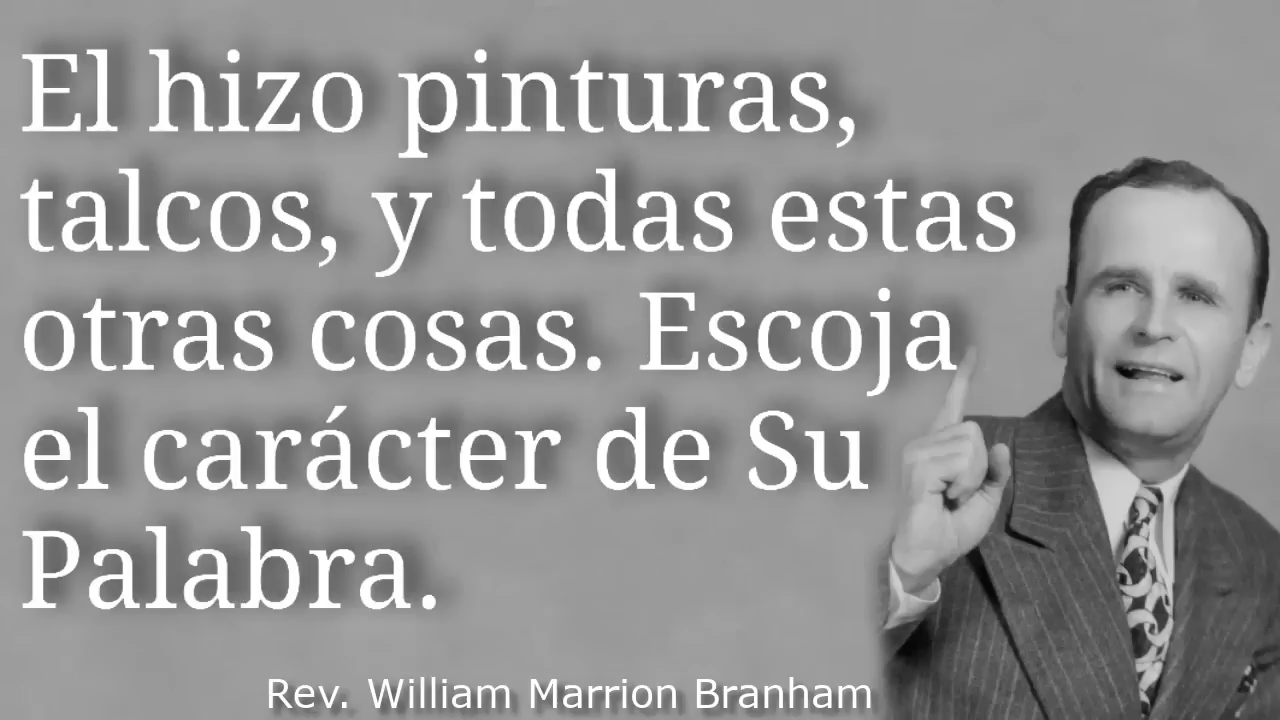 El hizo pinturas,
talcos, y todas estas
otras cosas. Escoja
el carácter de Su
Palabra.
Rev. William Marrion Branham